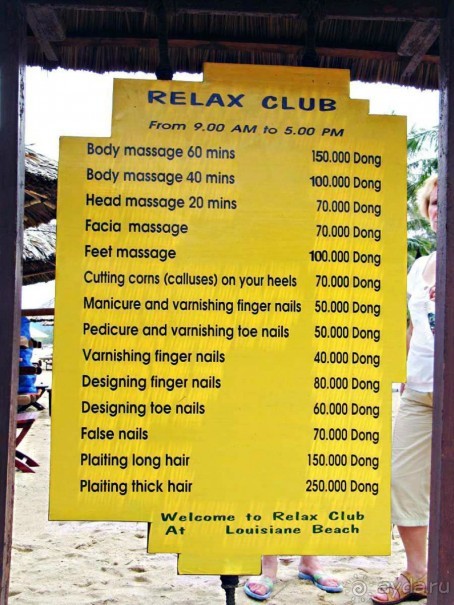 RELAX CLUB
From 9.00 AM to 5.00 PM
Body massage 60 mins 150.000 Dong
Body massage 40 mins 100.000 Dong
Head massage 20 mins 70.000 Dong
Facia massage 70.000 Dong
Feet massage 100.000 Dong
Cutting corns (calluses) on your heels 70.000 Dong
Manicure and varnishing finger nails 50.000 Dong
Pedicure and varnishing toe nails 50.000 Dong
Varnishing finger nails 40.000 Dong
Designing finger nails 80.000 Dong
Designing toe nails 60.000 Dong
False nails 70.000 Dong
Plaiting long hair 150.000 Dong
Plaiting thick hair 250.000 Dong
Welcome to Relax Club
At Louisiane Beach
ayda.ru